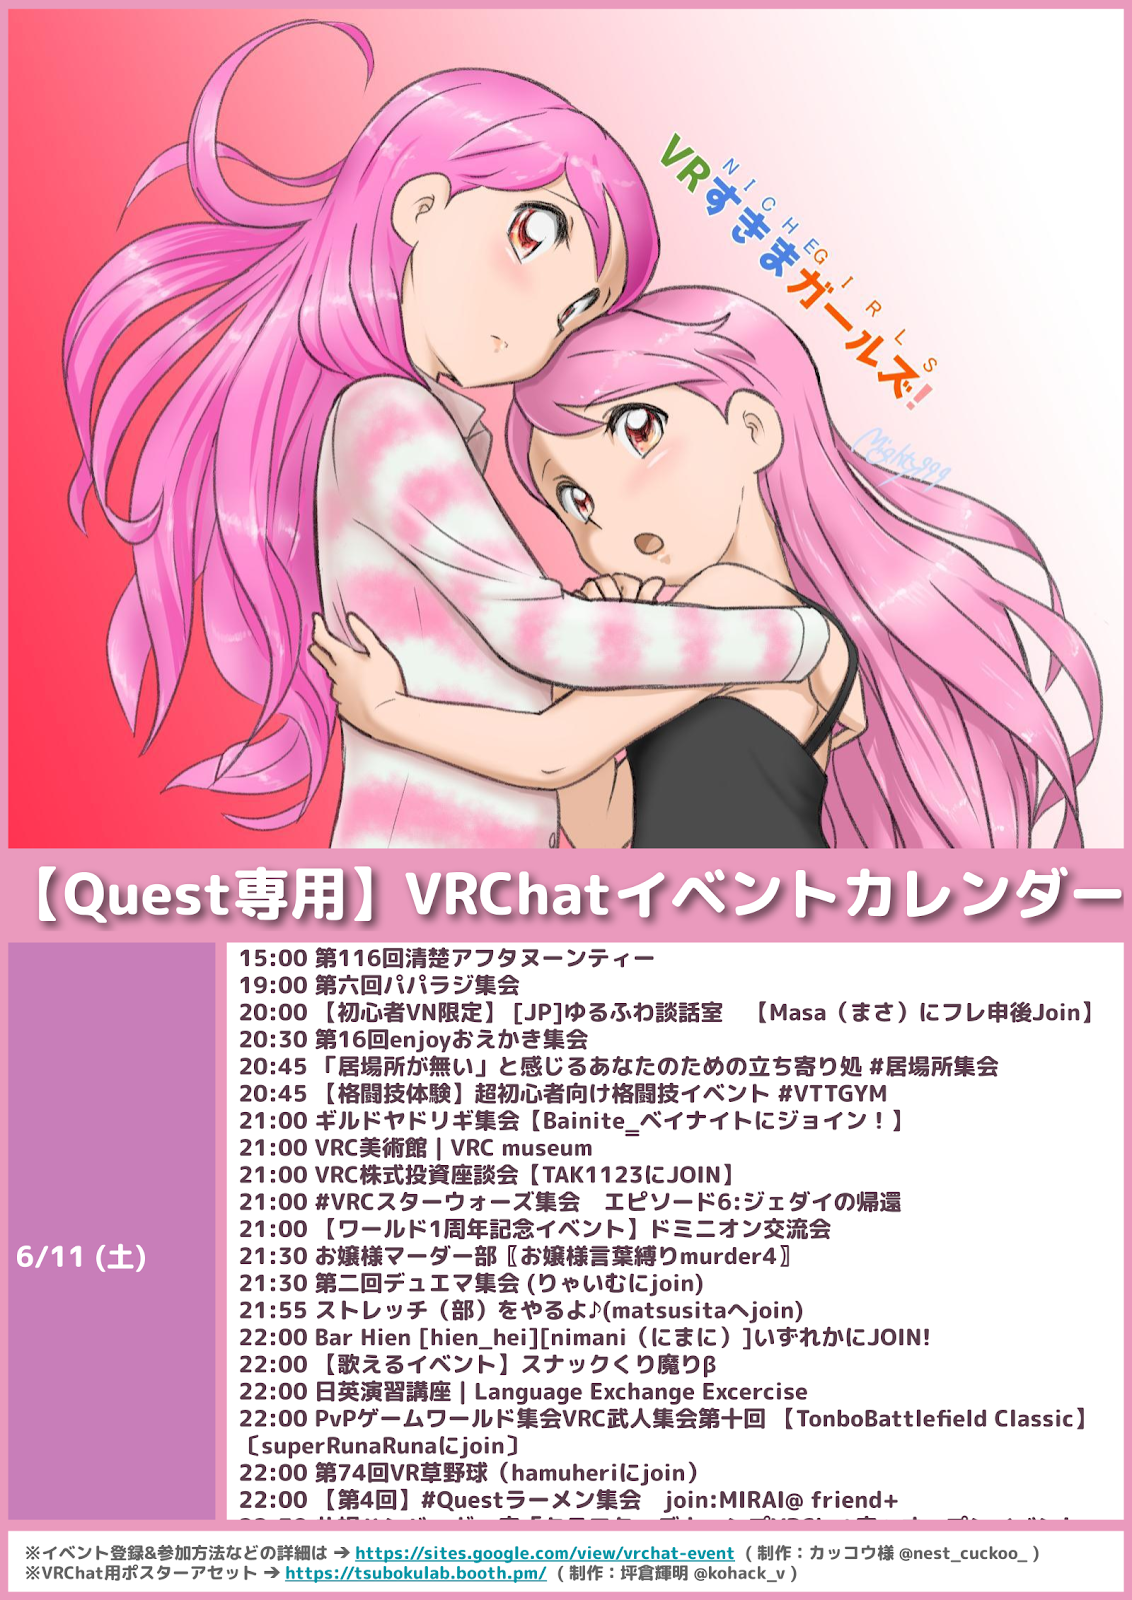 NICHE GIRLS
VRすきまガールズ!
Mighty999
【Quest専用】VRChatイベントカレンダー
6/11 (土)
15:00 第116回清楚アフタヌーンティー
19:00 第六回パパラジ集会
20:00 【初心者VN限定】 [JP]ゆるふわ談話室　【Masa（まさ）にフレ申後Join】
20:30 第16回enjoyおえかき集会
20:45 「居場所が無い」と感じるあなたのための立ち寄り処 #居場所集会
20:45 【格闘技体験】超初心者向け格闘技イベント #VTTGYM
21:00 ギルドヤドリギ集会【Bainite‗ベイナイトにジョイン！】
21:00 VRC美術館 | VRC museum
21:00 VRC株式投資座談会【TAK1123にJOIN】
21:00 #VRCスターウォーズ集会　エピソード6:ジェダイの帰還
21:00 【ワールド1周年記念イベント】ドミニオン交流会
21:30 お嬢様マーダー部〖お嬢様言葉縛りmurder4〗
21:30 第二回デュエマ集会 (りゃいむにjoin)
21:55 ストレッチ（部）をやるよ♪(matsusitaへjoin)
22:00 Bar Hien [hien_hei][nimani（にまに）]いずれかにJOIN!
22:00 【歌えるイベント】スナックくり魔りβ
22:00 日英演習講座 | Language Exchange Excercise
22:00 PvPゲームワールド集会VRC武人集会第十回 【TonboBattlefield Classic】
〔superRunaRunaにjoin〕
22:00 第74回VR草野球（hamuheriにjoin）
22:00 【第4回】#Questラーメン集会　join:MIRAI@ friend+
※イベント登録&参加方法などの詳細は → https://sites.google.com/view/vrchat-event （ 制作：カッコウ様 @nest_cuckoo_ ）
※VRChat用ポスターアセット → https://tsubokulab.booth.pm/ （ 制作：坪倉輝明 @kohack_v ）